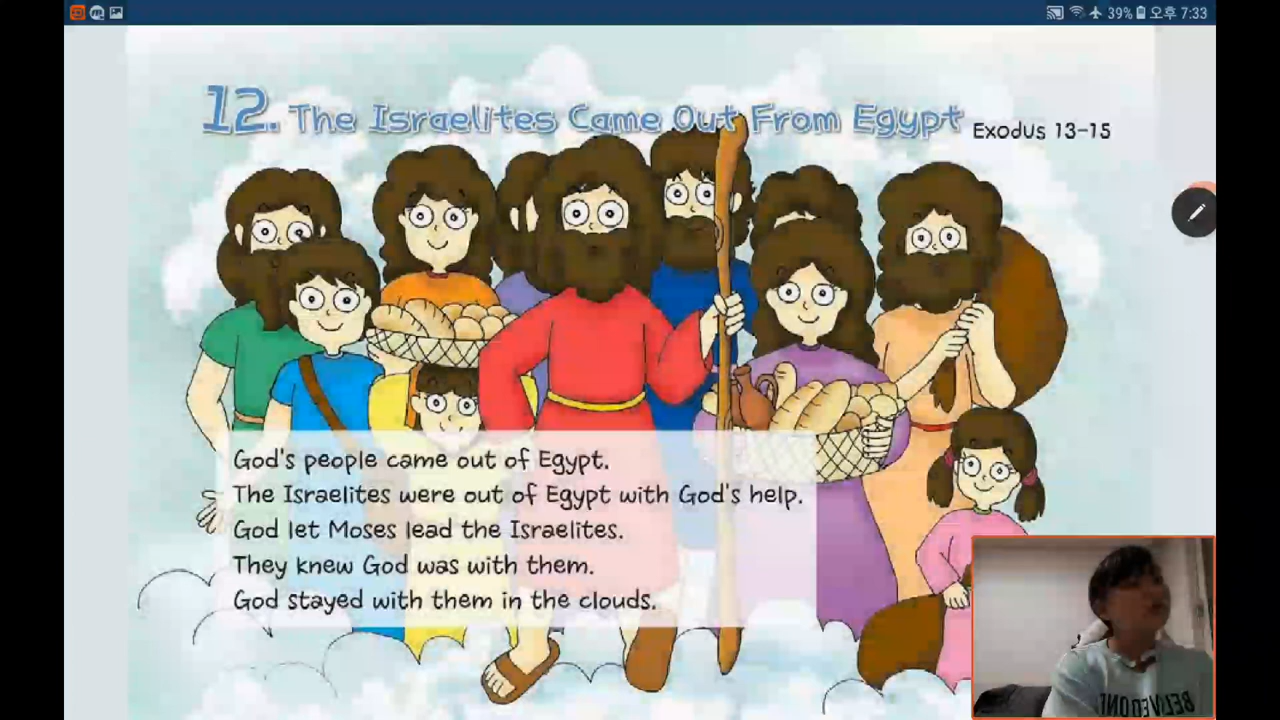 39% 오후 7:33
12. The Israelites Came Out From Egypt Exodus 13-15
God's people came out of Egypt.
The Israelites were out of Egypt with God's help.
God let Moses lead the Israelites.
They knew God was with them.
God stayed with them in the clouds.